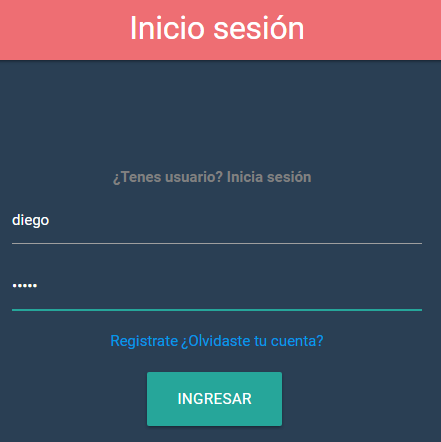 Inicio sesión
¿Tenes usuario? Inicia sesión
diego
•••••
Registrate ¿Olvidaste tu cuenta?
INGRESAR